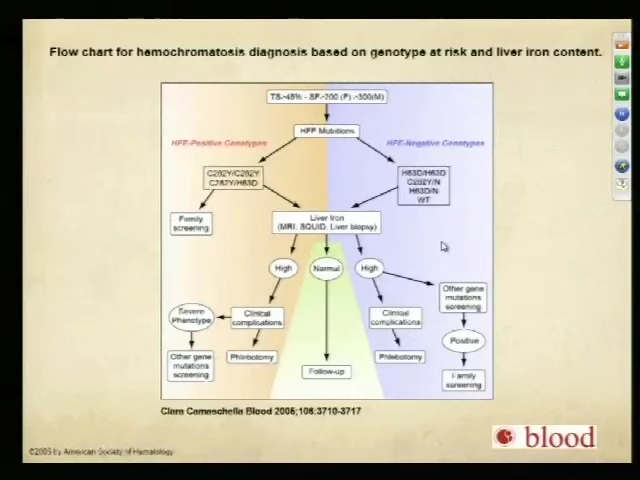 Flow chart for hemochromatosis diagnosis based on genotype at risk and liver iron content.
TS>45% - SF>200 (F) >300(M)
HFE Mutations
HFE-Positive Genotypes
HFE-Negative Genotypes
C282Y/C282Y
C282Y/H63D
H63D/H63D
C282Y/N
H63D/N
WT
Family
screening
Liver Iron
(MRI, SQUID, Liver biopsy)
High
Normal
High
Other gene
mutations
screening
Severe
Phenotype
Clinical
complications
Clinical
complications
Positive
Other gene
mutations
screening
Phlebotomy
Follow-up
Phlebotomy
Family
screening
Clara Camaschella Blood 2005;106:3710-3717
blood
©2005 by American Society of Hematology